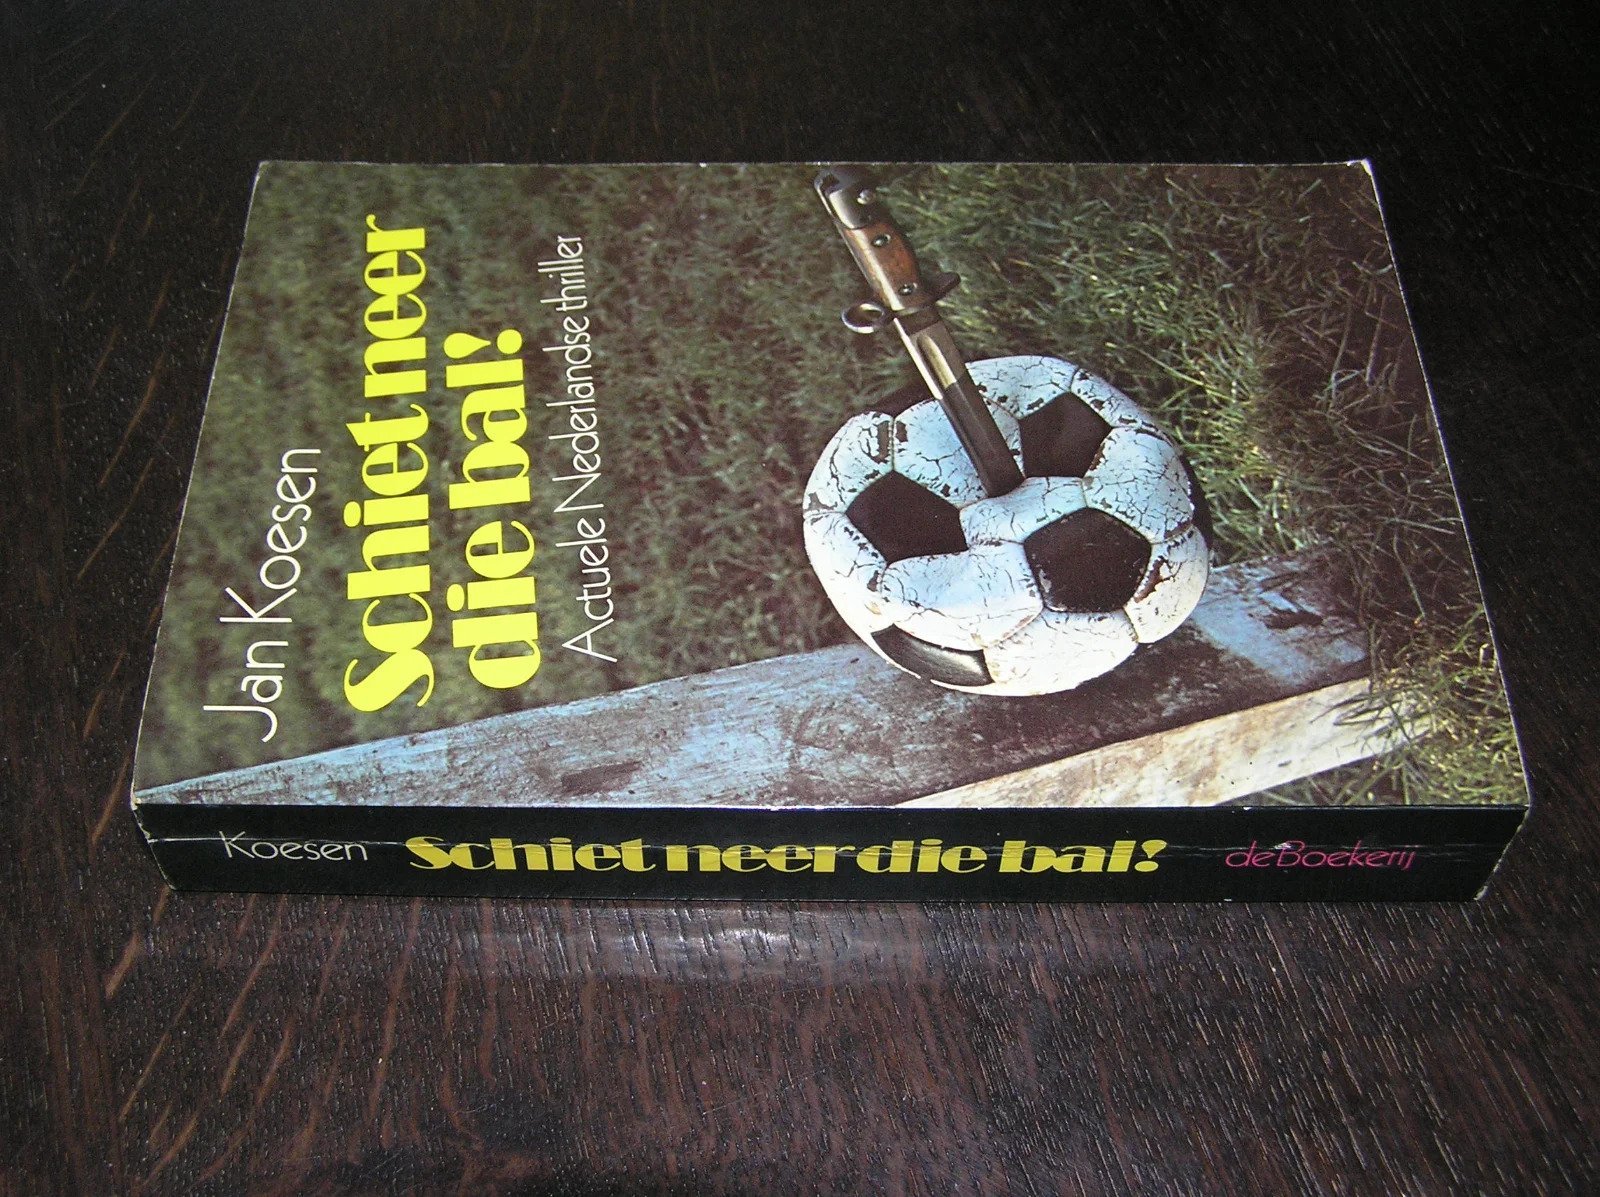 Jan Koesen
Schiet neer
die bal!
Actuele Nederlandse thriller
Koesen Schiet neer die bal! de Boekerij